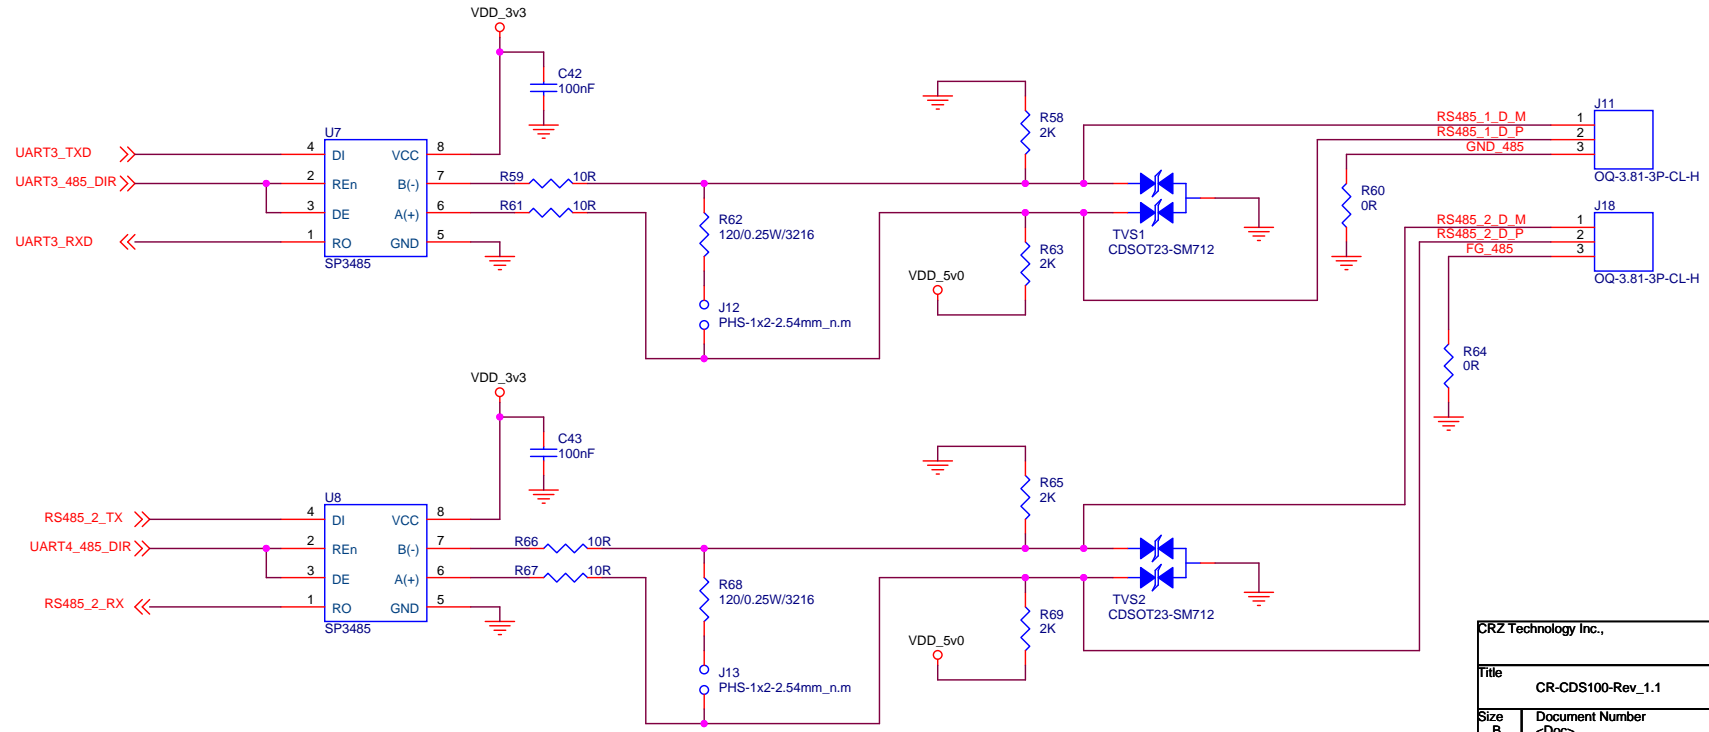 VDD_3v3
C42
100nF
U7
UART3_TXD
4 DI VCC 8
UART3_485_DIR
2 REn B(-) 7
3 DE A(+) 6
UART3_RXD
1 RO GND 5
SP3485
R59 10R
R61 10R
R62
120/0.25W/3216
J12
PHS-1x2-2.54mm_n.m
R58
2K
R63
2K
VDD_5v0
TVS1
CDSOT23-SM712
J11
RS485_1_D_M 1
RS485_1_D_P 2
GND_485 3
OQ-3.81-3P-CL-H
R60
0R
J18
RS485_2_D_M 1
RS485_2_D_P 2
FG_485 3
OQ-3.81-3P-CL-H
R64
0R
VDD_3v3
C43
100nF
U8
RS485_2_TX
4 DI VCC 8
UART4_485_DIR
2 REn B(-) 7
3 DE A(+) 6
RS485_2_RX
1 RO GND 5
SP3485
R66 10R
R67 10R
R68
120/0.25W/3216
J13
PHS-1x2-2.54mm_n.m
R65
2K
R69
2K
VDD_5v0
TVS2
CDSOT23-SM712
CRZ Technology Inc.,
Title
CR-CDS100-Rev_1.1
Size Document Number
B <Doc>